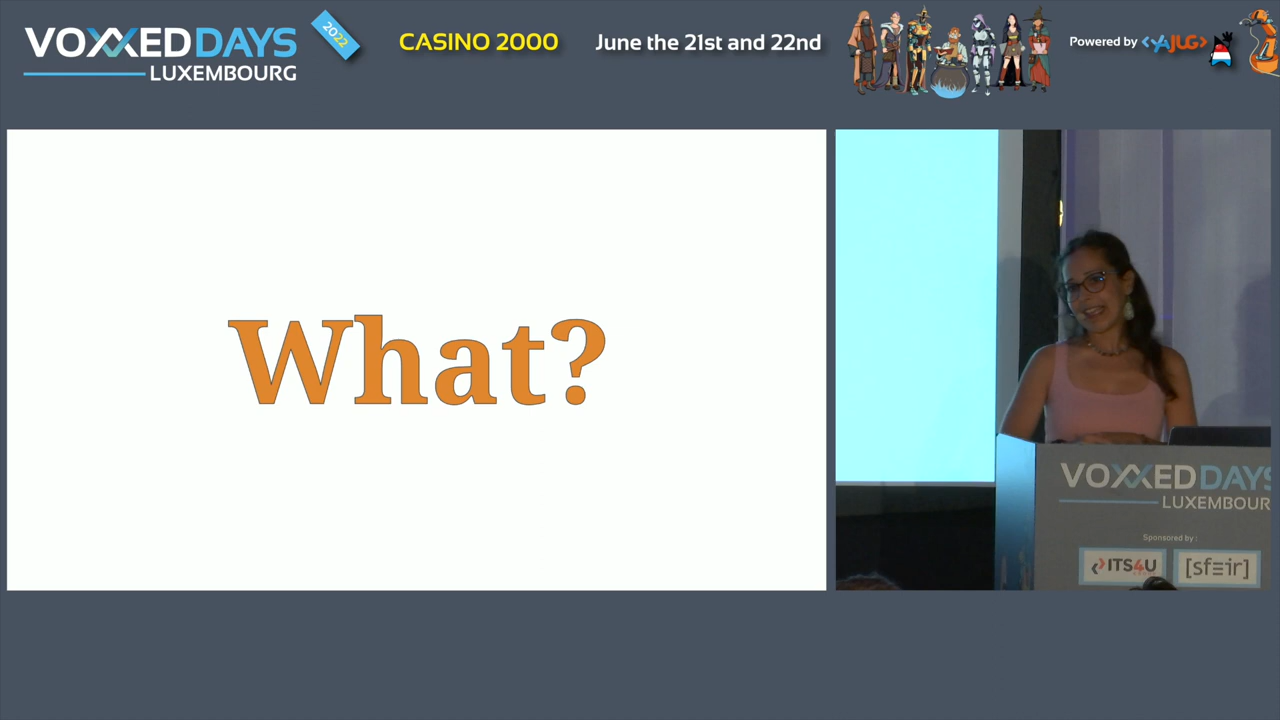 VOXXEDDAYS
LUXEMBOURG
2022
CASINO 2000
June the 21st and 22nd
Powered by <YAJUG>
What?
VOXXEDDAYS
LUXEMBOUR
Sponsored by :
ITS4U
[sfeir]